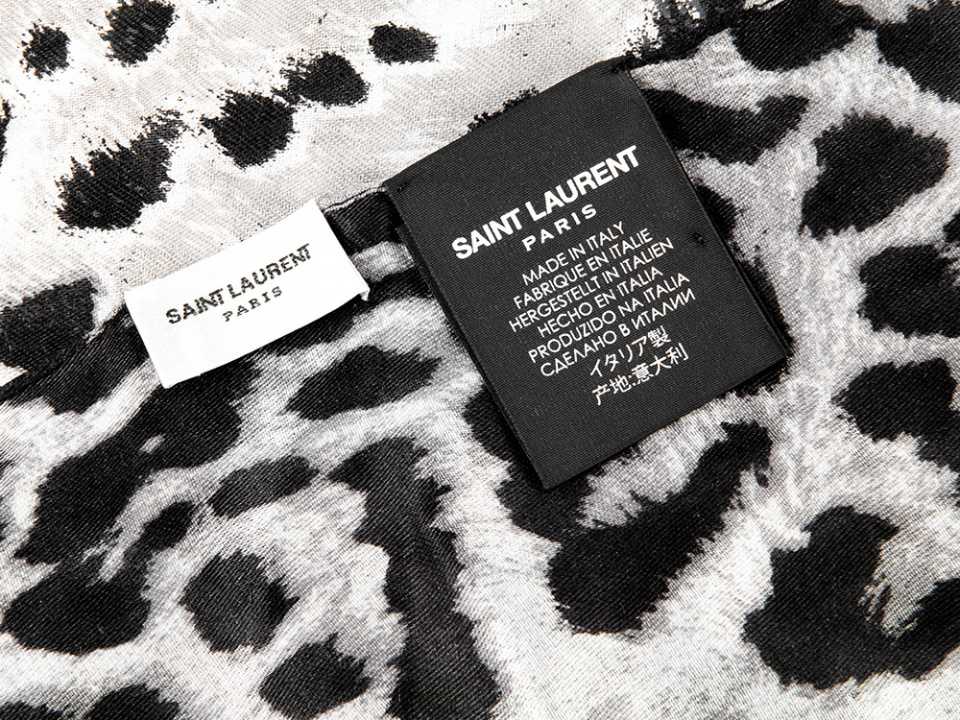 SAINT LAURENT
PARIS
SAINT LAURENT
PARIS
MADE IN ITALY
FABRIQUE EN ITALIE
HERGESTELLT IN ITALIEN
HECHO EN ITALIA
PRODUZIDO NA ITALIA
СДЕЛАНО В ИТАЛИИ
イタリア製
产地:意大利